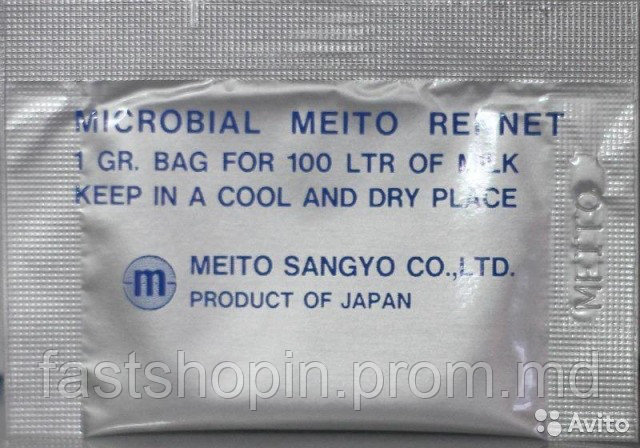 MICROBIAL MEITO RENNET
1 GR. BAG FOR 100 LTR OF MILK
KEEP IN A COOL AND DRY PLACE
MEITO
m
MEITO SANGYO CO.,LTD.
PRODUCT OF JAPAN
fastshopin.prom.md
Avito